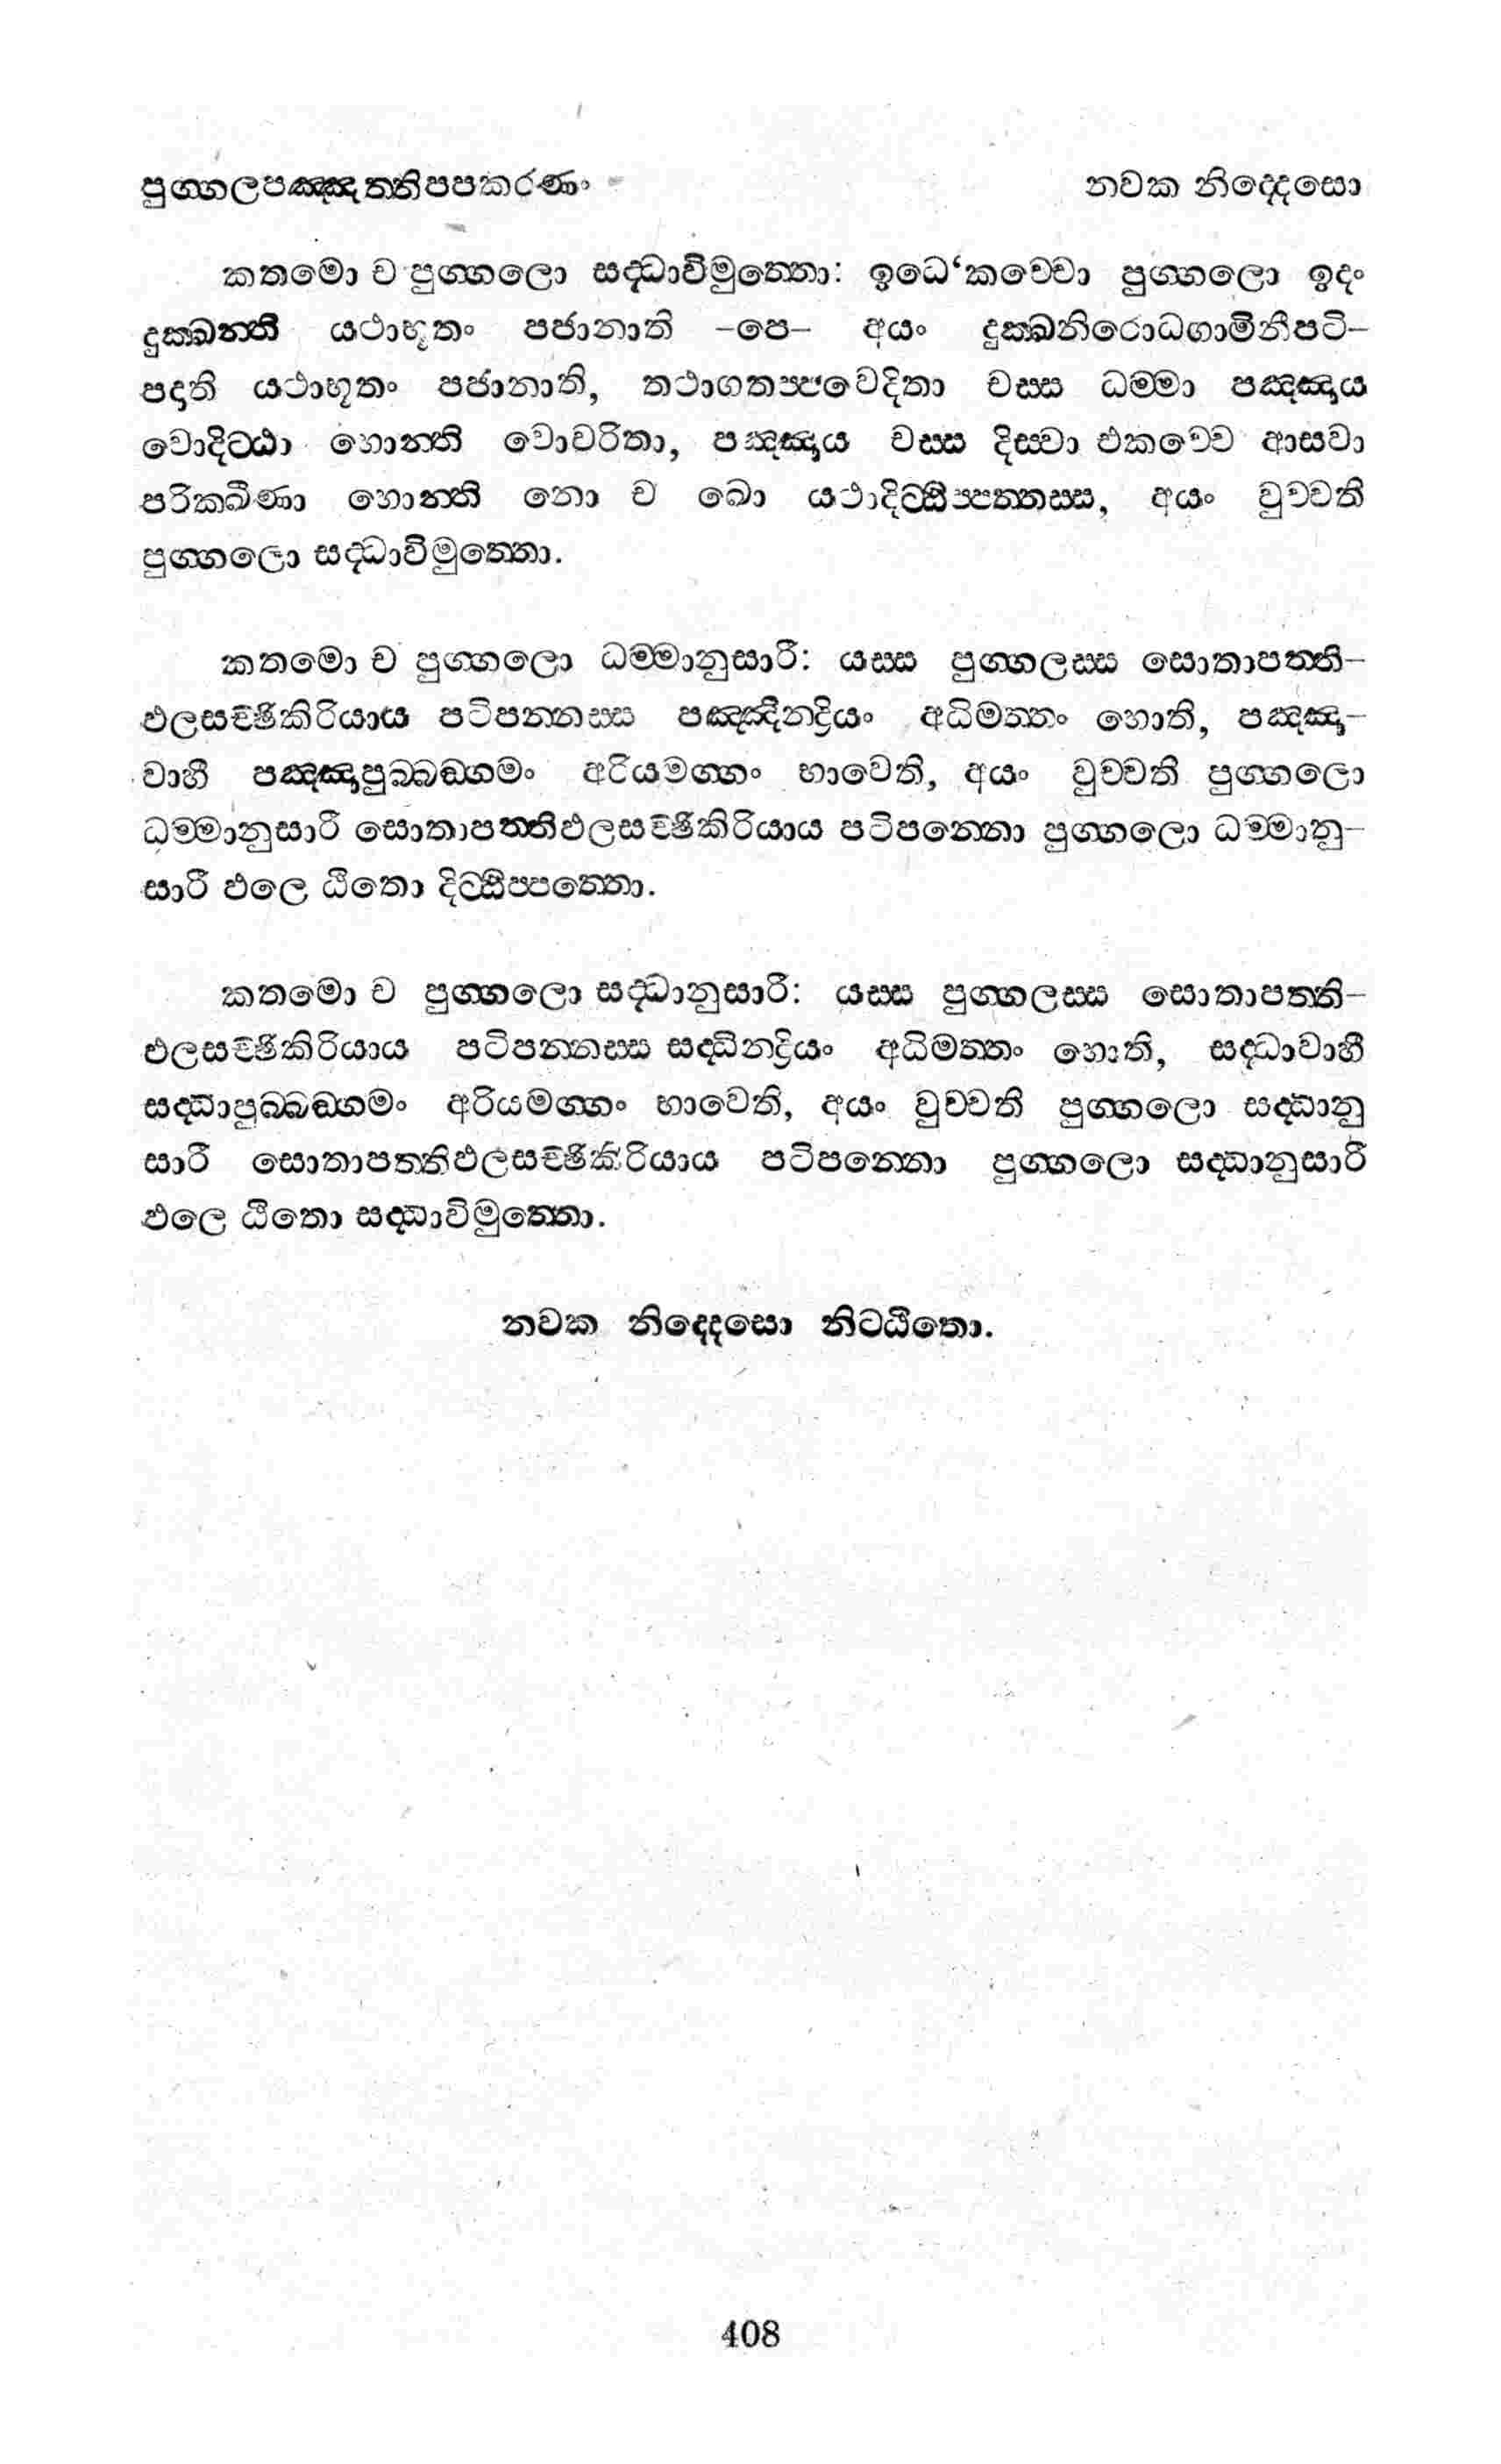 පුග්ගලපඤ්ඤත්තිපපකරණං නවක නිද්දෙසො
කතමො ච පුග්ගලො සද්ධාවිමුත්තො: ඉධෙ‘කච්චො පුග්ගලො ඉදං
දුක්ඛන්ති යථාභූතං පජානාති –පෙ– අයං දුක්ඛනිරොධගාමිනීපටි–
පදාති යථාභූතං පජානාති, තථාගතප්පවෙදිතා චස්ස ධම්මා පඤ්ඤාය
වොදිට්ඨා හොන්ති වොචරිතා, පඤ්ඤාය චස්ස දිස්වා එකච්චෙ ආසවා
පරික්ඛීණා හොන්ති නො ච ඛො යථාදිට්ඨිප්පත්තස්ස, අයං වුච්චති
පුග්ගලො සද්ධාවිමුත්තො.
කතමො ච පුග්ගලො ධම්මානුසාරී: යස්ස පුග්ගලස්ස සොතාපත්ති–
ඵලසච්ඡිකිරියාය පටිපන්නස්ස පඤ්ඤින්ද්‍රියං අධිමත්තං හොති, පඤ්ඤා–
වාහී පඤ්ඤාපුබ්බඞ්ගමං අරියමග්ගං භාවෙති, අයං වුච්චති පුග්ගලො
ධම්මානුසාරී සොතාපත්තිඵලසච්ඡිකිරියාය පටිපන්නො පුග්ගලො ධම්මානු–
සාරී ඵලෙ ඨිතො දිට්ඨිප්පත්තො.
කතමො ච පුග්ගලො සද්ධානුසාරී: යස්ස පුග්ගලස්ස සොතාපත්ති–
ඵලසච්ඡිකිරියාය පටිපන්නස්ස සද්ධින්ද්‍රියං අධිමත්තං හොති, සද්ධාවාහී
සද්ධාපුබ්බඞ්ගමං අරියමග්ගං භාවෙති, අයං වුච්චති පුග්ගලො සද්ධානු
සාරී සොතාපත්තිඵලසච්ඡිකිරියාය පටිපන්නො පුග්ගලො සද්ධානුසාරී
ඵලෙ ඨිතො සද්ධාවිමුත්තො.
නවක නිද්දෙසො නිට්ඨිතො.
408